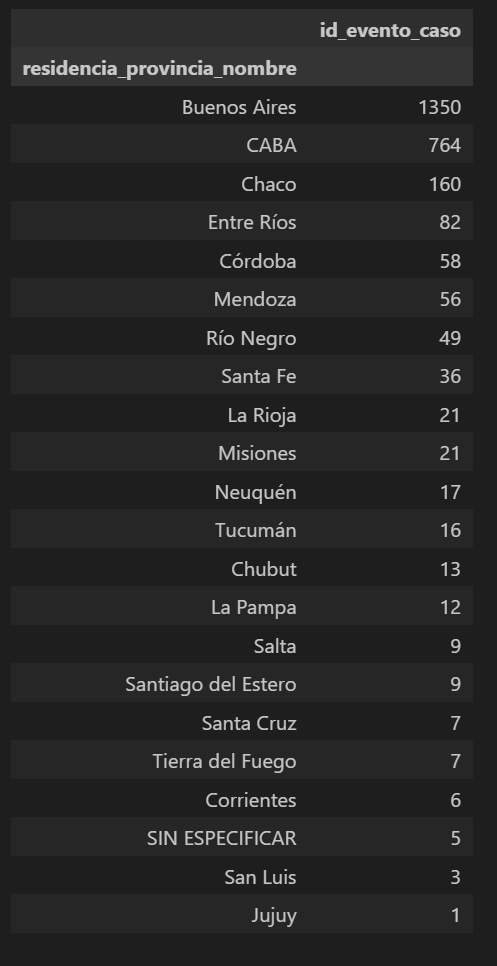 id_evento_caso
residencia_provincia_nombre
Buenos Aires 1350
CABA 764
Chaco 160
Entre Ríos 82
Córdoba 58
Mendoza 56
Río Negro 49
Santa Fe 36
La Rioja 21
Misiones 21
Neuquén 17
Tucumán 16
Chubut 13
La Pampa 12
Salta 9
Santiago del Estero 9
Santa Cruz 7
Tierra del Fuego 7
Corrientes 6
SIN ESPECIFICAR 5
San Luis 3
Jujuy 1